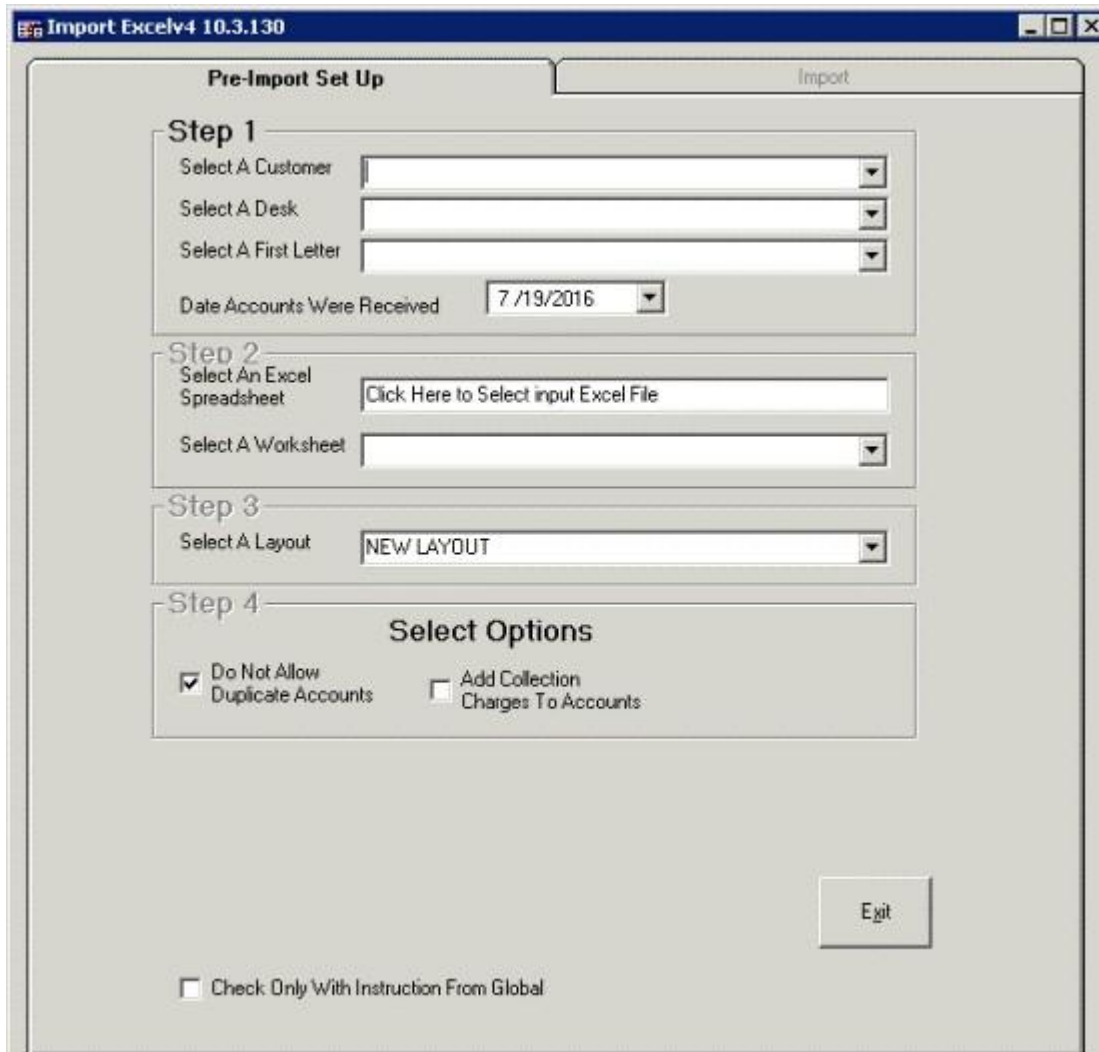 Import Excelv4 10.3.130
Pre-Import Set Up
Import
Step 1
Select A Customer
Select A Desk
Select A First Letter
Date Accounts Were Received
7 /19/2016
Step 2
Select An Excel
Spreadsheet
Click Here to Select input Excel File
Select A Worksheet
Step 3
Select A Layout
NEW LAYOUT
Step 4
Select Options
Do Not Allow
Duplicate Accounts
Add Collection
Charges To Accounts
Exit
Check Only With Instruction From Global